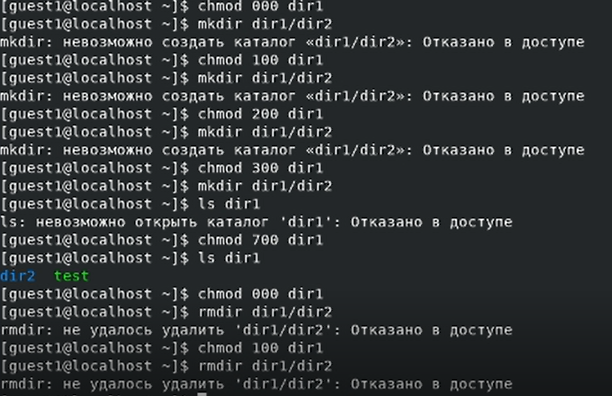 [guest1@localhost ~]$ chmod 000 dir1
[guest1@localhost ~]$ mkdir dir1/dir2
mkdir: невозможно создать каталог «dir1/dir2»: Отказано в доступе
[guest1@localhost ~]$ chmod 100 dir1
[guest1@localhost ~]$ mkdir dir1/dir2
mkdir: невозможно создать каталог «dir1/dir2»: Отказано в доступе
[guest1@localhost ~]$ chmod 200 dir1
[guest1@localhost ~]$ mkdir dir1/dir2
mkdir: невозможно создать каталог «dir1/dir2»: Отказано в доступе
[guest1@localhost ~]$ chmod 300 dir1
[guest1@localhost ~]$ mkdir dir1/dir2
[guest1@localhost ~]$ ls dir1
ls: невозможно открыть каталог 'dir1': Отказано в доступе
[guest1@localhost ~]$ chmod 700 dir1
[guest1@localhost ~]$ ls dir1
dir2  test
[guest1@localhost ~]$ chmod 000 dir1
[guest1@localhost ~]$ rmdir dir1/dir2
rmdir: не удалось удалить 'dir1/dir2': Отказано в доступе
[guest1@localhost ~]$ chmod 100 dir1
[guest1@localhost ~]$ rmdir dir1/dir2
rmdir: не удалось удалить 'dir1/dir2': Отказано в доступе